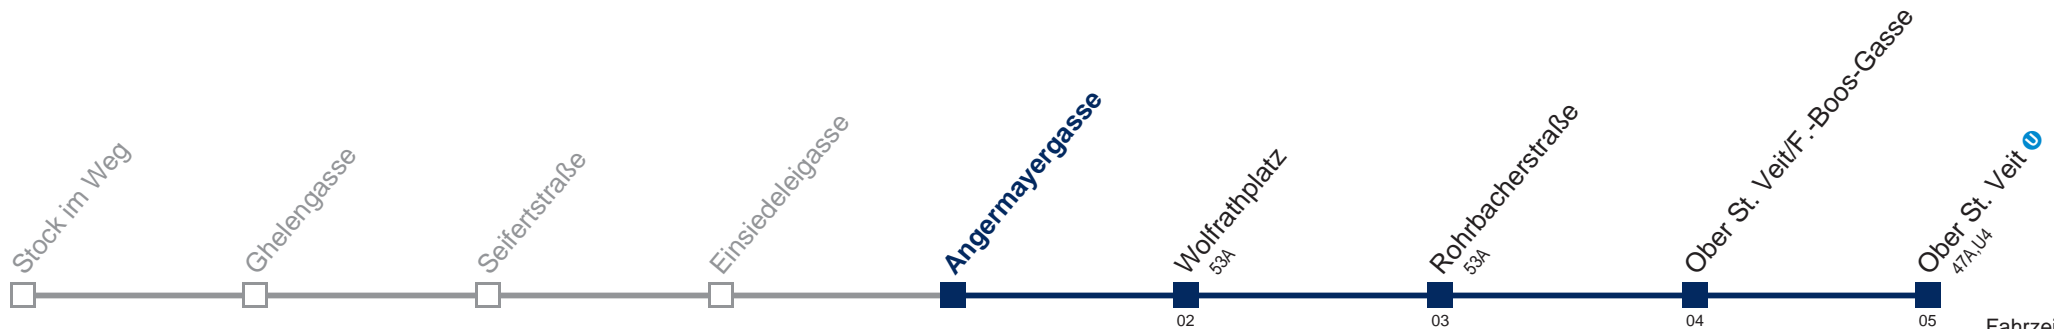 Stock im Weg
Ghelengasse
Seifertstraße
Einsiedeleigasse
Angermayergasse
Wolfrathplatz
53A
Rohrbacherstraße
53A
Ober St. Veit/F.-Boos-Gasse
Ober St. Veit U
47A,U4
02
03
04
05
Fahrzei